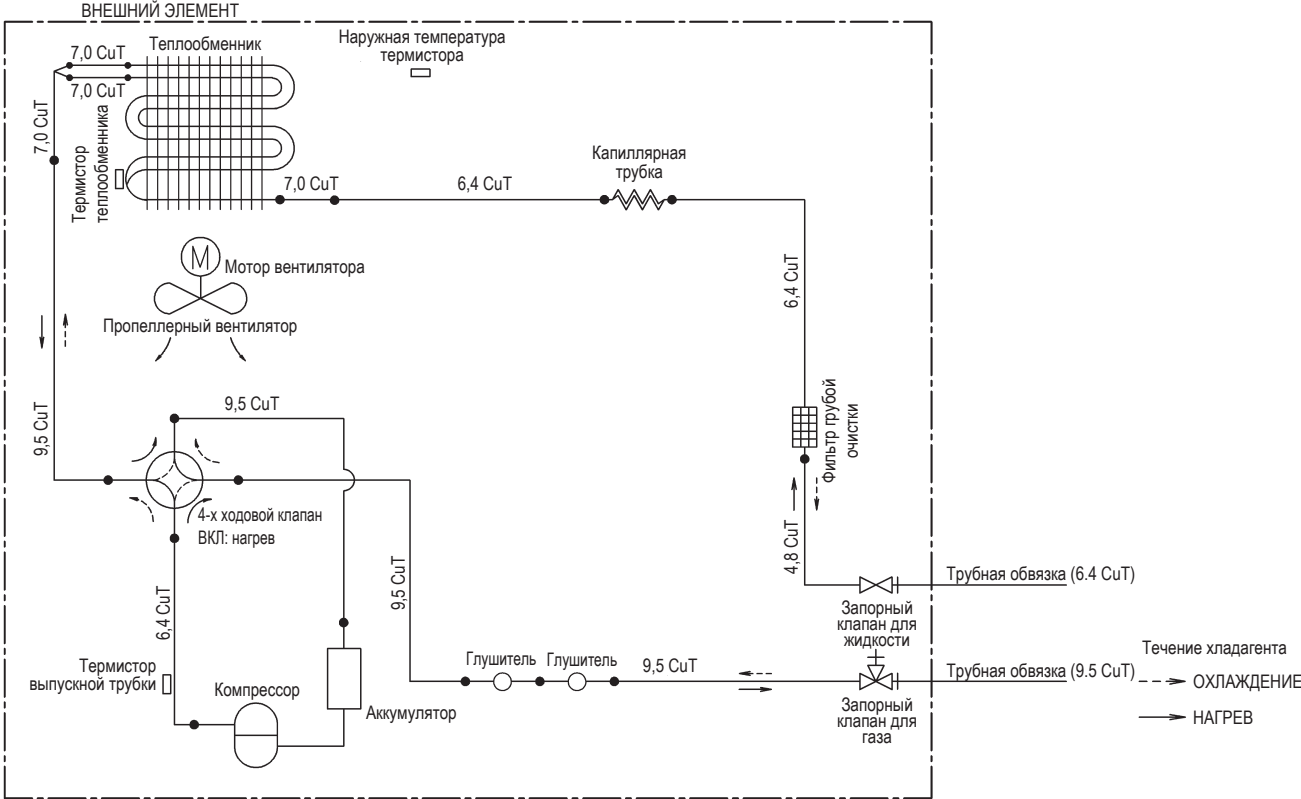 ВНЕШНИЙ ЭЛЕМЕНТ
7,0 CuT
Теплообменник
Наружная температура
термистора
7,0 CuT
7,0 CuT
Термистор
теплообменника
7,0 CuT
6,4 CuT
Капиллярная
трубка
M
Мотор вентилятора
Пропеллерный вентилятор
6,4 CuT
9,5 CuT
9,5 CuT
Фильтр грубой
очистки
4-х ходовой клапан
ВКЛ: нагрев
4,8 CuT
9,5 CuT
6,4 CuT
Трубная обвязка (6.4 CuT)
Запорный
клапан для
жидкости
Термистор
выпускной трубки
Компрессор
Аккумулятор
Глушитель
Глушитель
9,5 CuT
Трубная обвязка (9.5 CuT)
Запорный
клапан для
газа
Течение хладагента
ОХЛАЖДЕНИЕ
НАГРЕВ